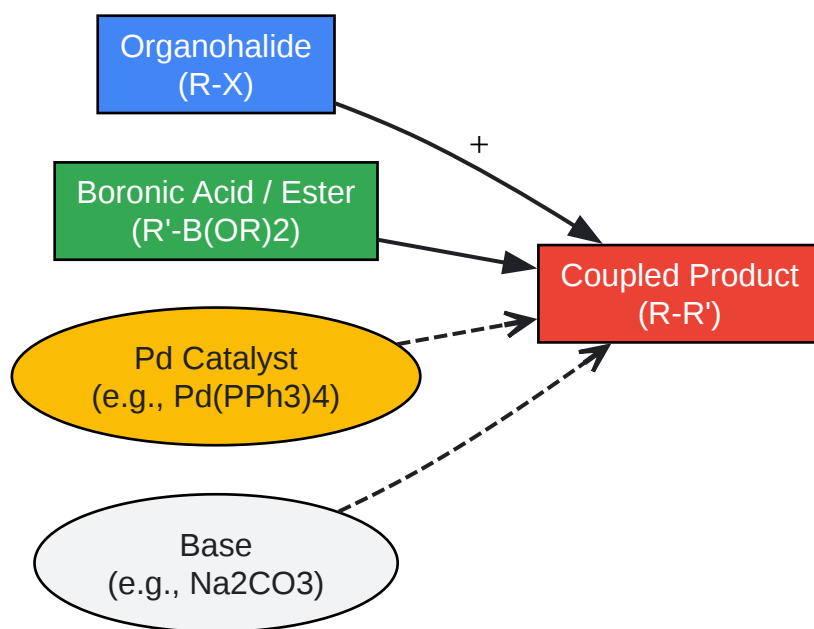 Organohalide
(R-X)
+
Boronic Acid / Ester
(R'-B(OR)2)
Coupled Product
(R-R')
Pd Catalyst
(e.g., Pd(PPh3)4)
Base
(e.g., Na2CO3)